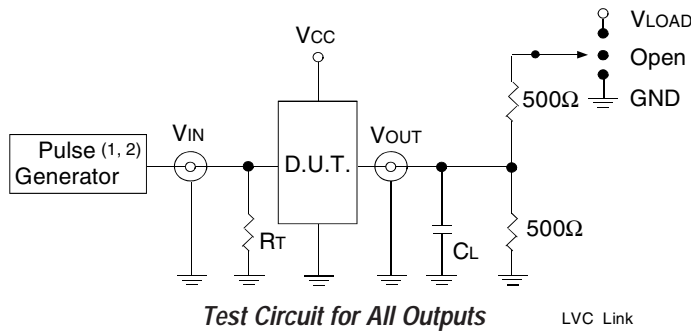 VLOAD
VCC
Open
500Ω
GND
VIN
VOUT
Pulse (1, 2)
Generator
D.U.T.
500Ω
RT
CL
Test Circuit for All Outputs
LVC Link